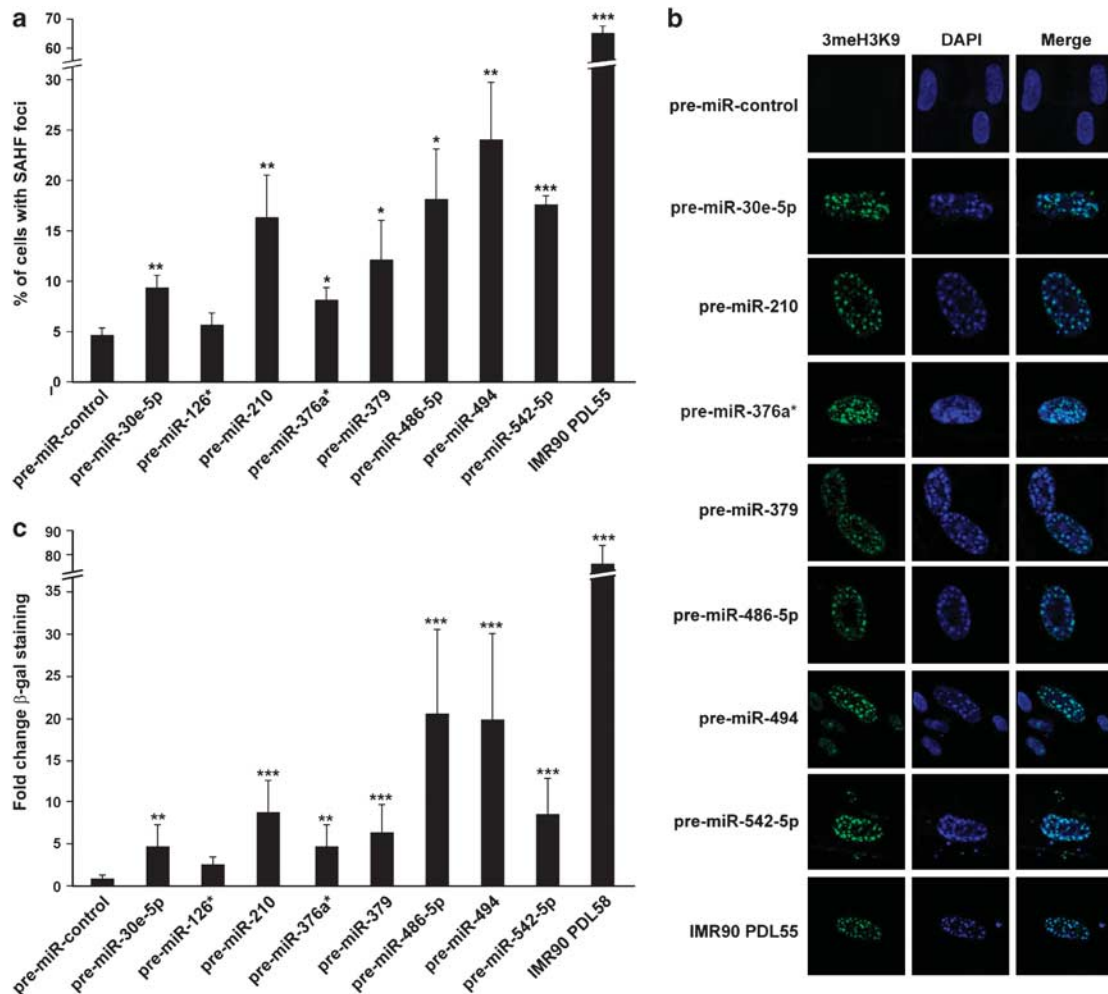 a
% of cells with SAHF foci
70
60
30
25
20
15
10
5
0
**
**
*
*
*
**
***
***
pre-miR-control
pre-miR-30e-5p
pre-miR-126*
pre-miR-210
pre-miR-376a*
pre-miR-379
pre-miR-486-5p
pre-miR-494
pre-miR-542-5p
IMR90 PDL55
c
Fold change β-gal staining
90
80
35
30
25
20
15
10
5
0
**
***
**
***
***
***
***
***
pre-miR-control
pre-miR-30e-5p
pre-miR-126*
pre-miR-210
pre-miR-376a*
pre-miR-379
pre-miR-486-5p
pre-miR-494
pre-miR-542-5p
IMR90 PDL58
b
3meH3K9 DAPI Merge
pre-miR-control
pre-miR-30e-5p
pre-miR-210
pre-miR-376a*
pre-miR-379
pre-miR-486-5p
pre-miR-494
pre-miR-542-5p
IMR90 PDL55